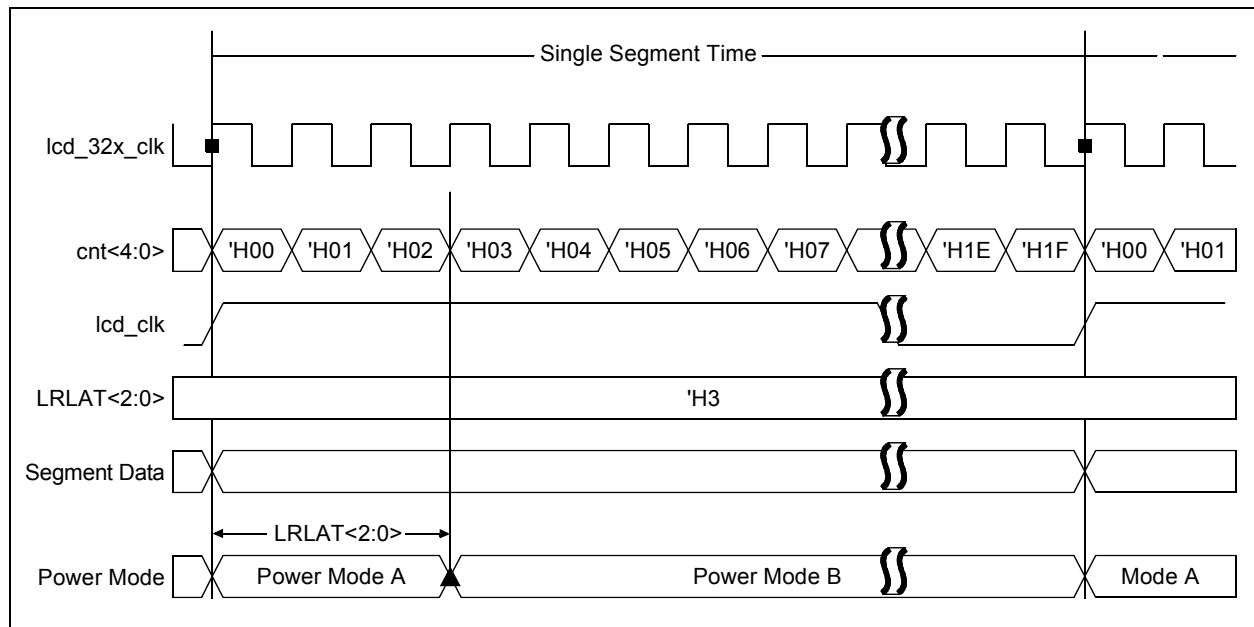 Single Segment Time
lcd_32x_clk
cnt<4:0> 'H00 'H01 'H02 'H03 'H04 'H05 'H06 'H07 'H1E 'H1F 'H00 'H01
lcd_clk
LRLAT<2:0> 'H3
Segment Data
LRLAT<2:0>
Power Mode Power Mode A Power Mode B Mode A